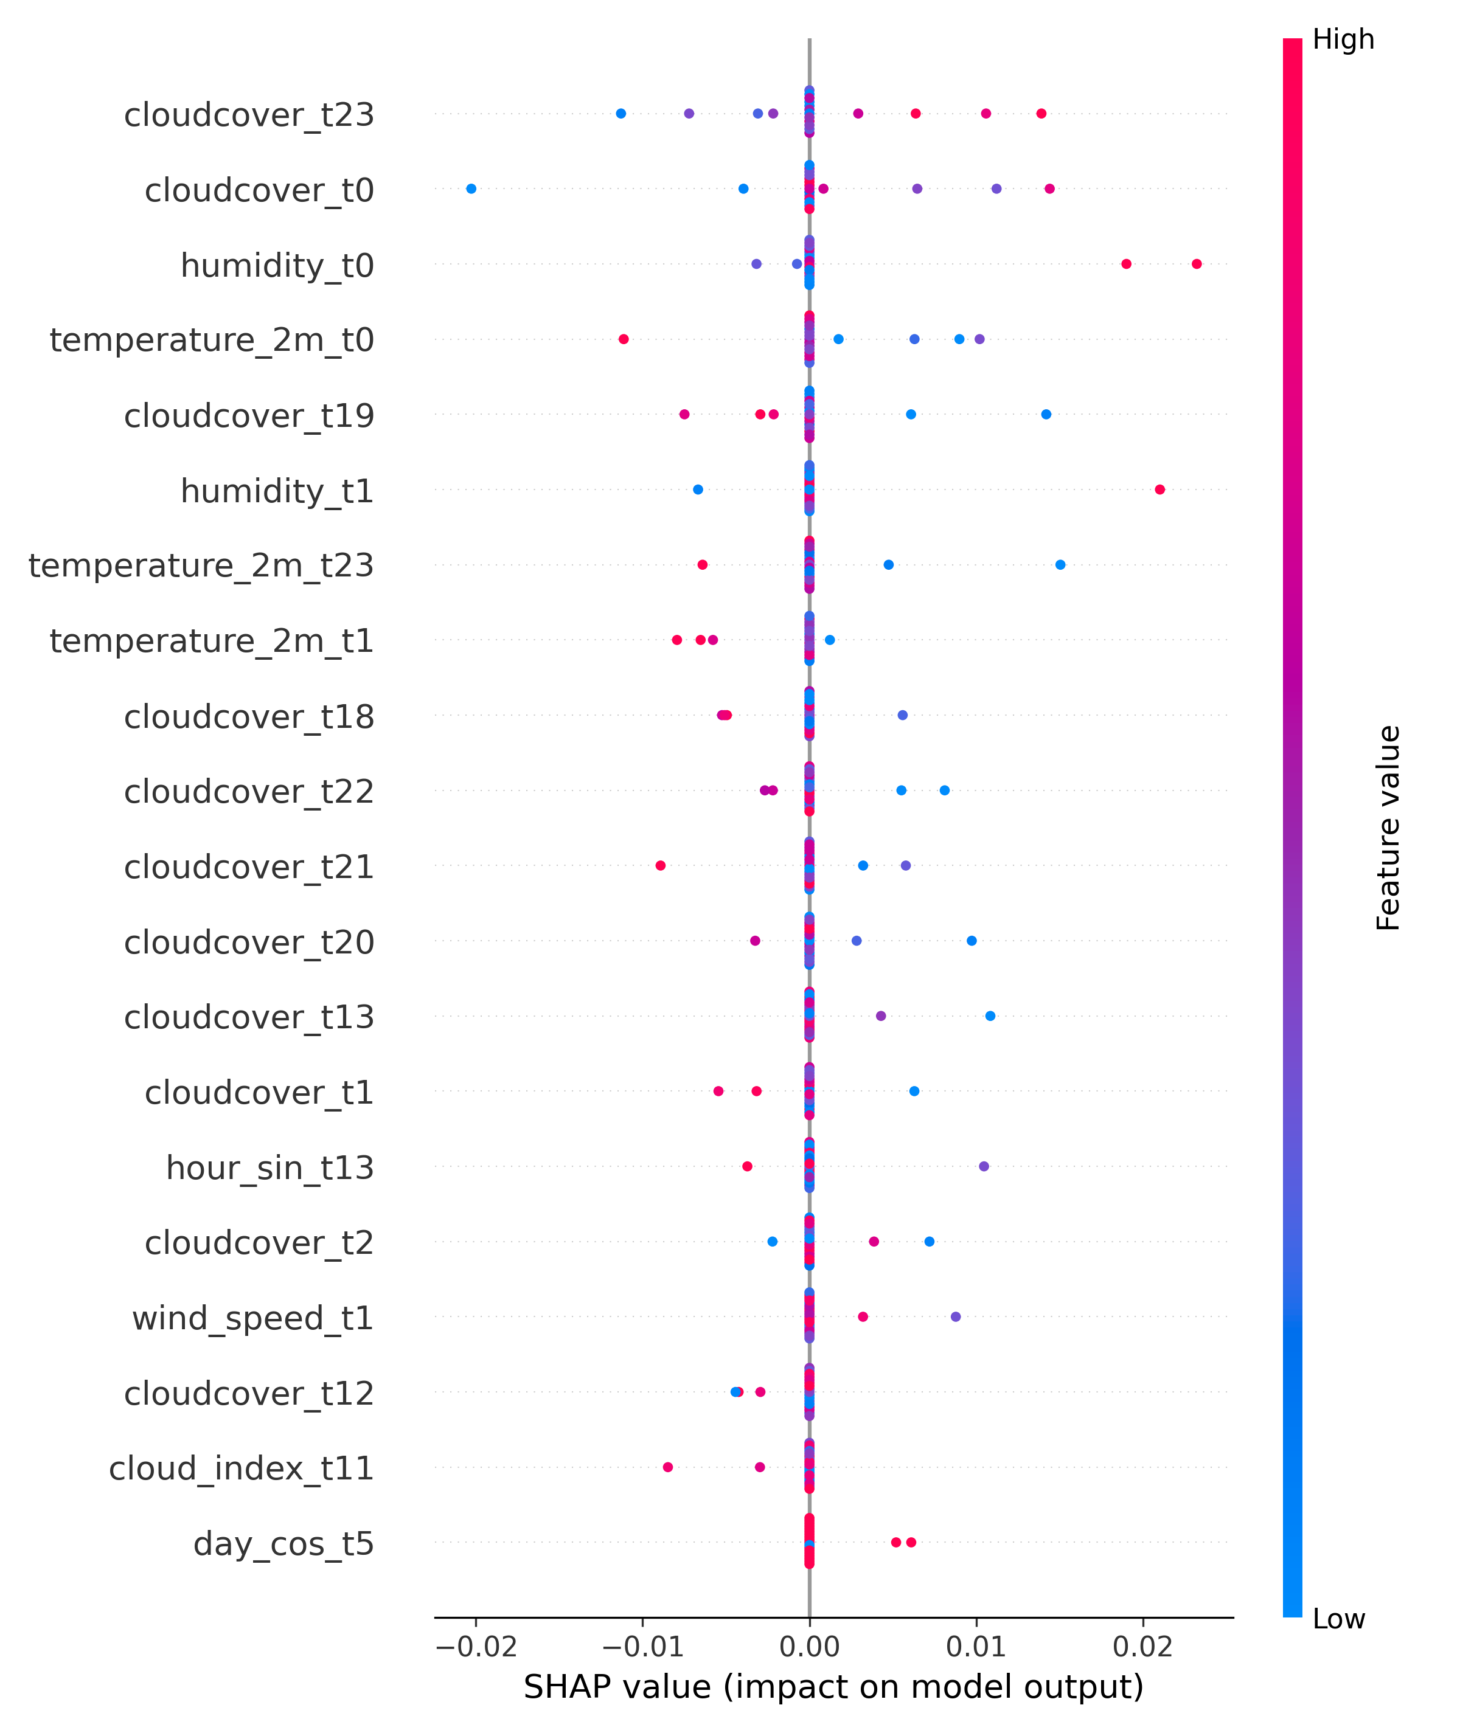 High
cloudcover_t23
cloudcover_t0
humidity_t0
temperature_2m_t0
cloudcover_t19
humidity_t1
temperature_2m_t23
temperature_2m_t1
cloudcover_t18
cloudcover_t22
cloudcover_t21
cloudcover_t20
cloudcover_t13
cloudcover_t1
hour_sin_t13
cloudcover_t2
wind_speed_t1
cloudcover_t12
cloud_index_t11
day_cos_t5
Feature value
Low
−0.02 −0.01 0.00 0.01 0.02
SHAP value (impact on model output)